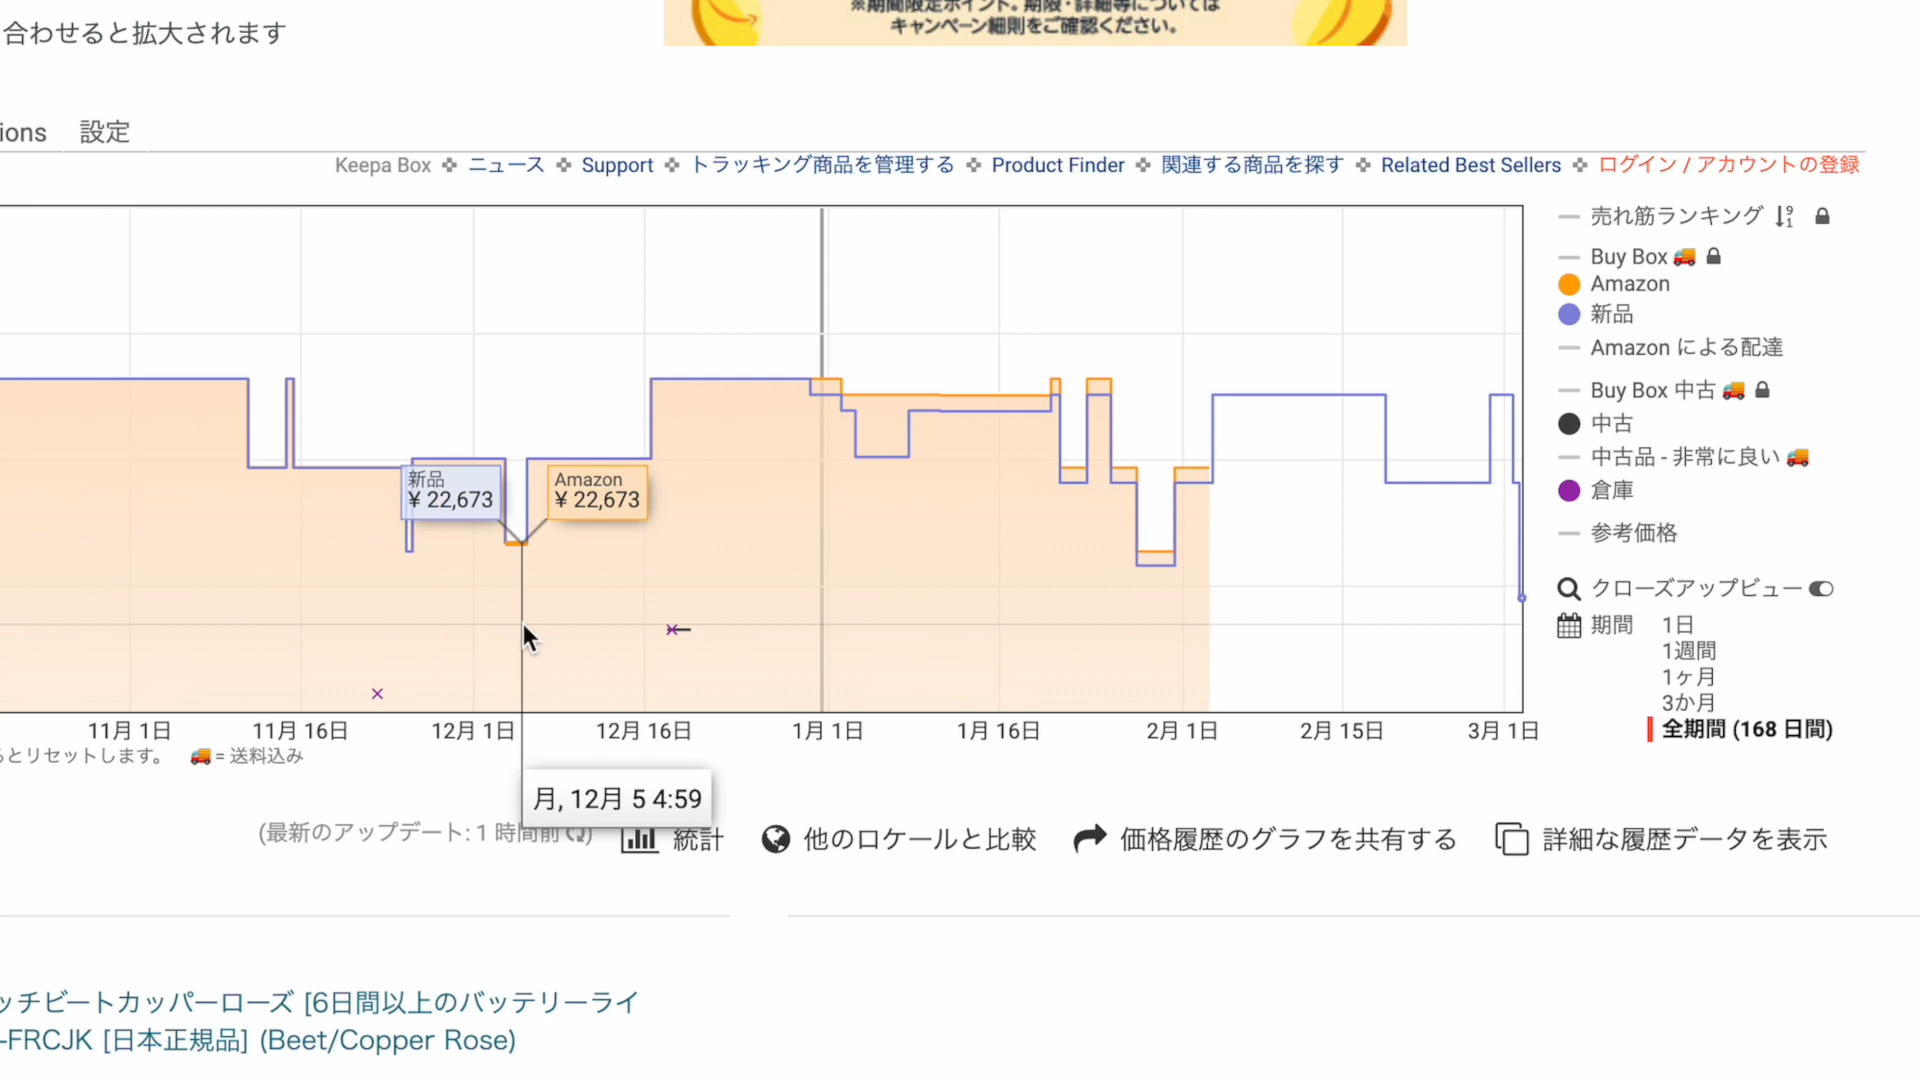 ※期間限定ポイント。期限・詳細等については
キャンペーン細則をご確認ください。
合わせると拡大されます
ions 設定
Keepa Box ニュース Support トラッキング商品を管理する Product Finder 関連する商品を探す Related Best Sellers ログイン / アカウントの登録
売れ筋ランキング
Buy Box
Amazon
新品
Amazon による配達
Buy Box 中古
中古
中古品 - 非常に良い
倉庫
参考価格
クローズアップビュー
期間 1日
1週間
1ヶ月
3か月
全期間 (168 日間)
新品
¥ 22,673
Amazon
¥ 22,673
11月 1日 11月 16日 12月 1日 12月 16日 1月 1日 1月 16日 2月 1日 2月 15日 3月 1日
るとリセットします。 = 送料込み
月, 12月 5 4:59
(最新のアップデート: 1 時間前 )
統計 他のロケールと比較 価格履歴のグラフを共有する 詳細な履歴データを表示
ッチビートカッパーローズ [6日間以上のバッテリーライ
-FRCJK [日本正規品] (Beet/Copper Rose)